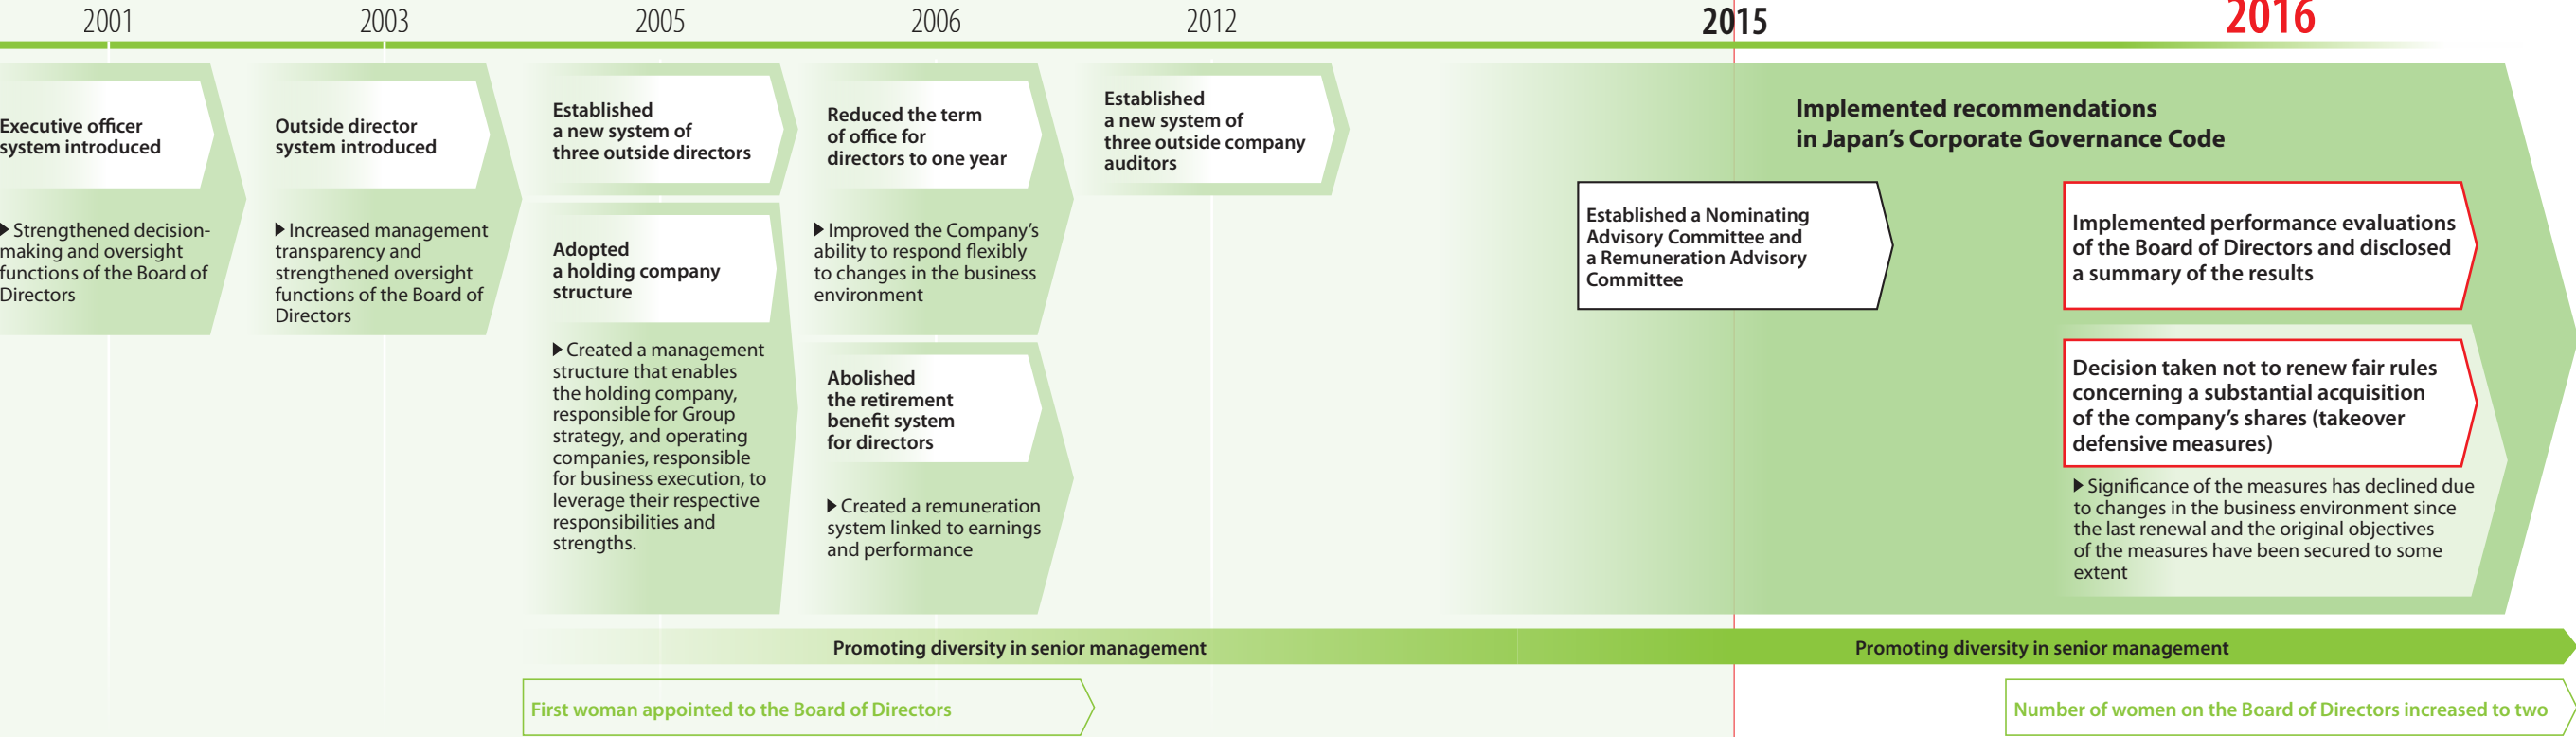 2001
2003
2005
2006
2012
2015
2016
Executive officer
system introduced
▶ Strengthened decision-
making and oversight
functions of the Board of
Directors
Outside director
system introduced
▶ Increased management
transparency and
strengthened oversight
functions of the Board of
Directors
Established
a new system of
three outside directors
Adopted
a holding company
structure
▶ Created a management
structure that enables
the holding company,
responsible for Group
strategy, and operating
companies, responsible
for business execution, to
leverage their respective
responsibilities and
strengths.
Reduced the term
of office for
directors to one year
▶ Improved the Company’s
ability to respond flexibly
to changes in the business
environment
Abolished
the retirement
benefit system
for directors
▶ Created a remuneration
system linked to earnings
and performance
Established
a new system of
three outside company
auditors
Implemented recommendations
in Japan’s Corporate Governance Code
Established a Nominating
Advisory Committee and
a Remuneration Advisory
Committee
Implemented performance evaluations
of the Board of Directors and disclosed
a summary of the results
Decision taken not to renew fair rules
concerning a substantial acquisition
of the company’s shares (takeover
defensive measures)
▶ Significance of the measures has declined due
to changes in the business environment since
the last renewal and the original objectives
of the measures have been secured to some
extent
Promoting diversity in senior management
Promoting diversity in senior management
First woman appointed to the Board of Directors
Number of women on the Board of Directors increased to two